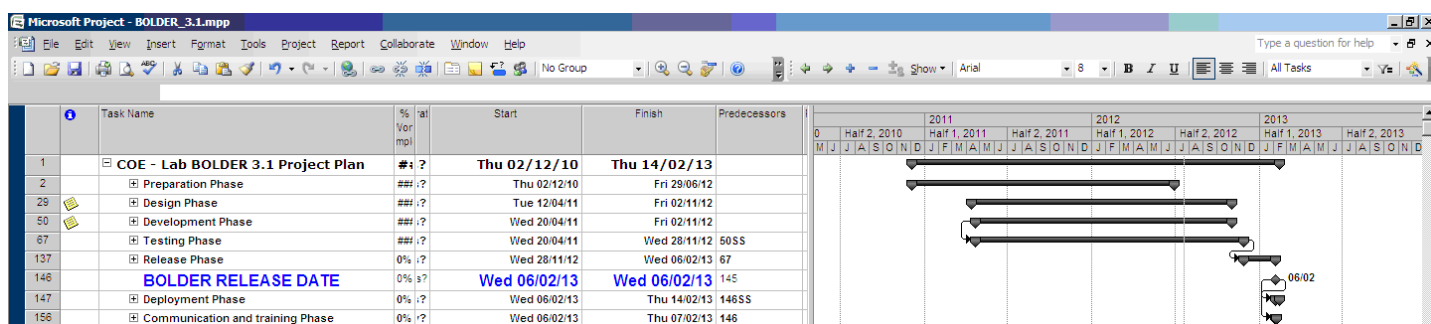 Microsoft Project - BOLDER_3.1.mpp
File Edit View Insert Format Tools Project Report Collaborate Window Help Type a question for help
No Group Show Arial 8 B I U All Tasks
Task Name % Vor mpl rat Start Finish Predecessors
2011 2012 2013
0 Half 2, 2010 Half 1, 2011 Half 2, 2011 Half 1, 2012 Half 2, 2012 Half 1, 2013 Half 2, 2013
M J J A S O N D J F M A M J J A S O N D J F M A M J J A S O N D J F M A M J J A S O N D
1 COE - Lab BOLDER 3.1 Project Plan ##? Thu 02/12/10 Thu 14/02/13
2 Preparation Phase ### ? Thu 02/12/10 Fri 29/06/12
29 Design Phase ### ? Tue 12/04/11 Fri 02/11/12
50 Development Phase ### ? Wed 20/04/11 Fri 02/11/12
67 Testing Phase ### ? Wed 20/04/11 Wed 28/11/12 50SS
137 Release Phase 0% ? Wed 28/11/12 Wed 06/02/13 67
146 BOLDER RELEASE DATE 0% s? Wed 06/02/13 Wed 06/02/13 145 06/02
147 Deployment Phase 0% ? Wed 06/02/13 Thu 14/02/13 146SS
156 Communication and training Phase 0% ? Wed 06/02/13 Thu 07/02/13 146